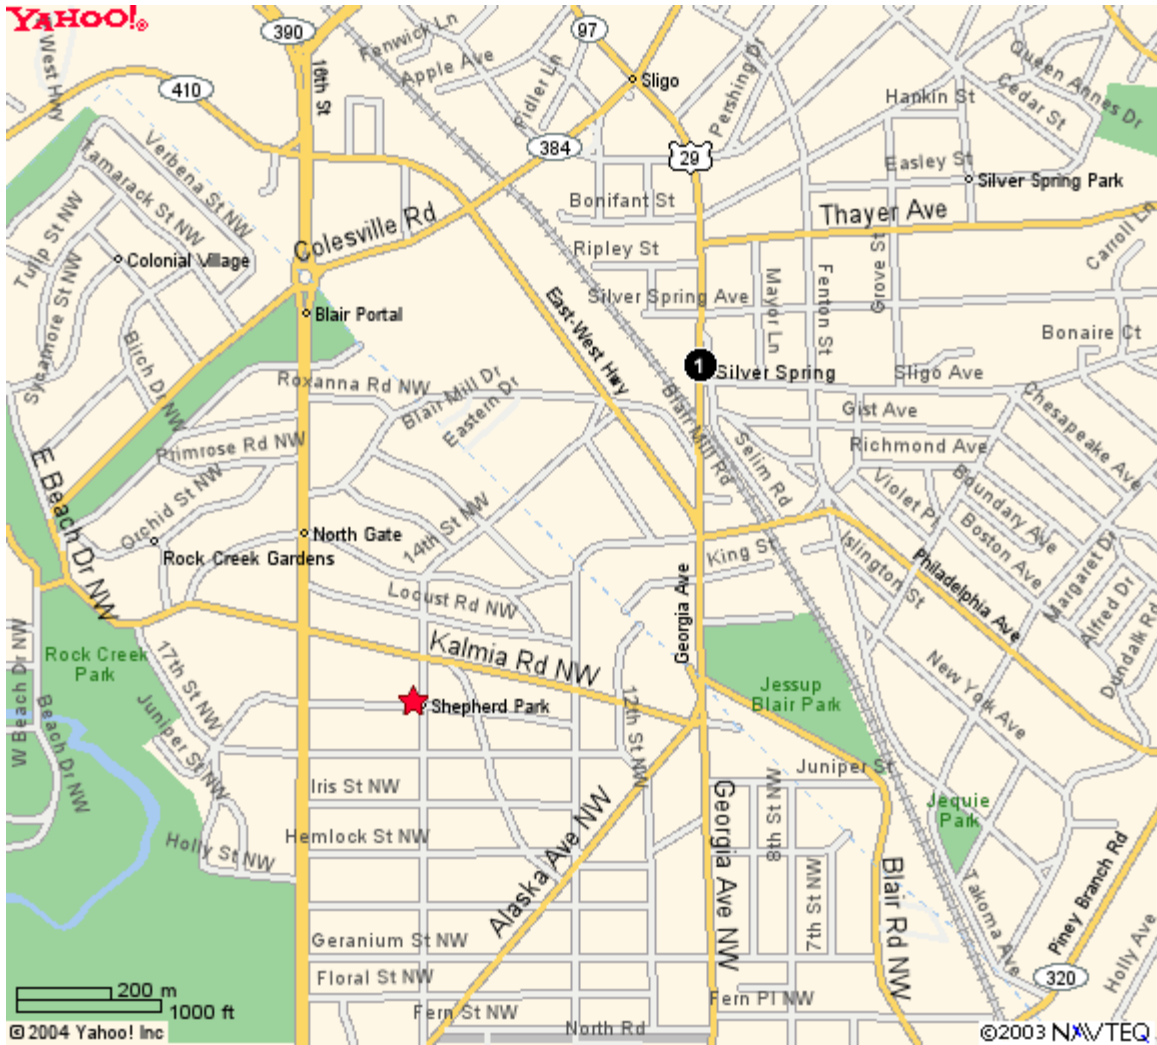 YAHOO!®
390
97
Fenwick Ln
W West Hwy
Apple Ave
Sligo
Pershing Dr
Queen Annes Dr
16th St
410
Fidler Ln
Hankin St
Cedar St
384
29
Easley St
Verbena St NW
Tamarack St NW
Silver Spring Park
Bonifant St
Thayer Ave
Tulip St NW
Colesville Rd
Ripley St
Grove St
Carroll Ln
Colonial Village
Mayor Ln
Fenton St
Silver Spring Ave
East-West Hwy
Sycamore St NW
Blair Portal
Birch Dr NW
Bonaire Ct
1
Silver Spring
Sligo Ave
Roxanna Rd NW
Blair Mill Dr
Eastern Dr
Blair Mill Rd
Gist Ave
Chesapeake Ave
Primrose Rd NW
Selim Rd
Richmond Ave
E Beach Dr NW
Orchid St NW
Violet Pl
Boundary Ave
Boston Ave
14th St NW
North Gate
Rock Creek Gardens
King St
Islington St
Philadelphia Ave
Margaret Dr
Alfred Dr
Dundalk Rd
Locust Rd NW
Georgia Ave
Kalmia Rd NW
Rock Creek
Park
17th St NW
W Beach Dr NW
Beach Dr NW
Juniper St NW
Shepherd Park
12th St NW
Jessup
Blair Park
New York Ave
Juniper St
Iris St NW
Georgia Ave NW
8th St NW
Jequie
Park
Hemlock St NW
Holly St NW
Alaska Ave NW
7th St NW
Blair Rd NW
Takoma Ave
Piney Branch Rd
Holly Ave
Geranium St NW
Floral St NW
320
200 m
1000 ft
Fern St NW
Fern Pl NW
North Rd
© 2004 Yahoo! Inc
©2003 NAVTEQ